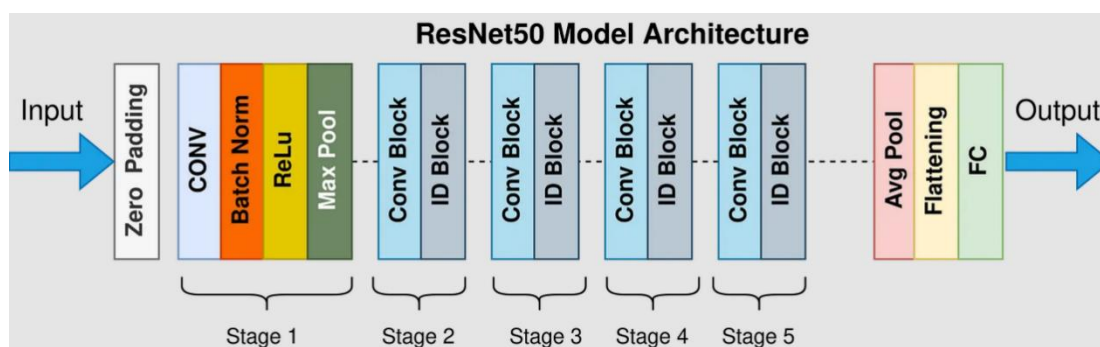 ResNet50 Model Architecture
Input
Zero Padding
CONV
Batch Norm
ReLu
Max Pool
Conv Block
ID Block
Conv Block
ID Block
Conv Block
ID Block
Conv Block
ID Block
Avg Pool
Flattening
FC
Output
Stage 1
Stage 2
Stage 3
Stage 4
Stage 5